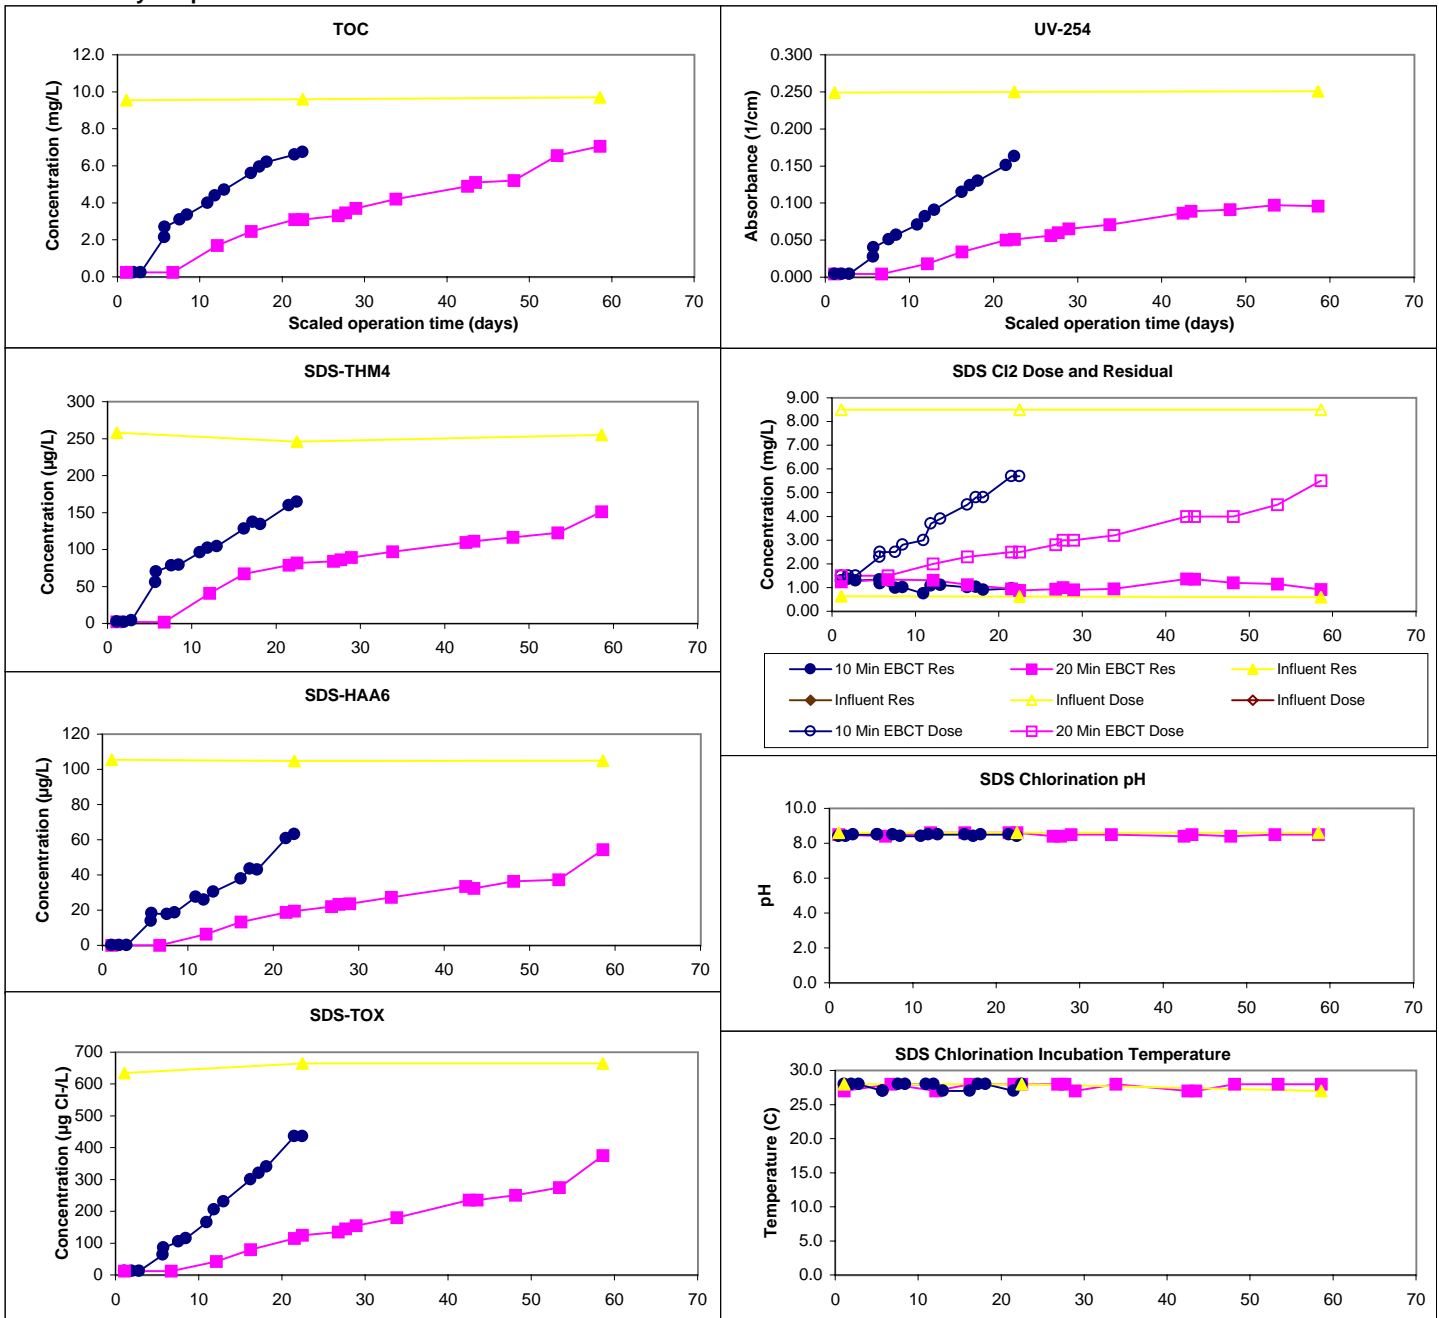 TOC
Concentration (mg/L)
12.0
10.0
8.0
6.0
4.0
2.0
0.0
0 10 20 30 40 50 60 70
Scaled operation time (days)
UV-254
Absorbance (1/cm)
0.300
0.250
0.200
0.150
0.100
0.050
0.000
0 10 20 30 40 50 60 70
Scaled operation time (days)
SDS-THM4
Concentration (µg/L)
300
250
200
150
100
50
0
0 10 20 30 40 50 60 70
SDS Cl2 Dose and Residual
Concentration (mg/L)
9.00
8.00
7.00
6.00
5.00
4.00
3.00
2.00
1.00
0.00
0 10 20 30 40 50 60 70
10 Min EBCT Res 20 Min EBCT Res Influent Res
Influent Res Influent Dose Influent Dose
10 Min EBCT Dose 20 Min EBCT Dose
SDS-HAA6
Concentration (µg/L)
120
100
80
60
40
20
0
0 10 20 30 40 50 60 70
SDS Chlorination pH
pH
10.0
8.0
6.0
4.0
2.0
0.0
0 10 20 30 40 50 60 70
SDS-TOX
Concentration (µg Cl-/L)
700
600
500
400
300
200
100
0
0 10 20 30 40 50 60 70
SDS Chlorination Incubation Temperature
Temperature (C)
30.0
25.0
20.0
15.0
10.0
5.0
0.0
0 10 20 30 40 50 60 70